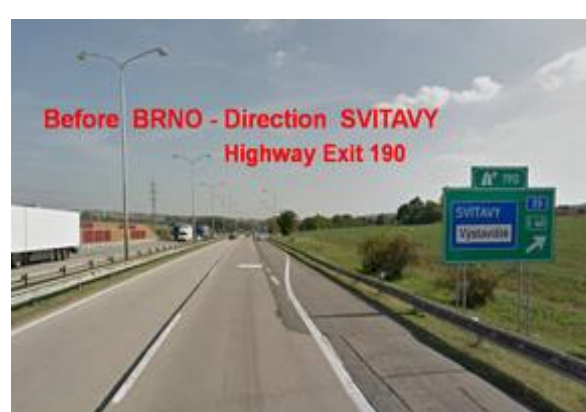 Before BRNO - Direction SVITAVY
Highway Exit 190
190
SVITAVY
Výstaviště